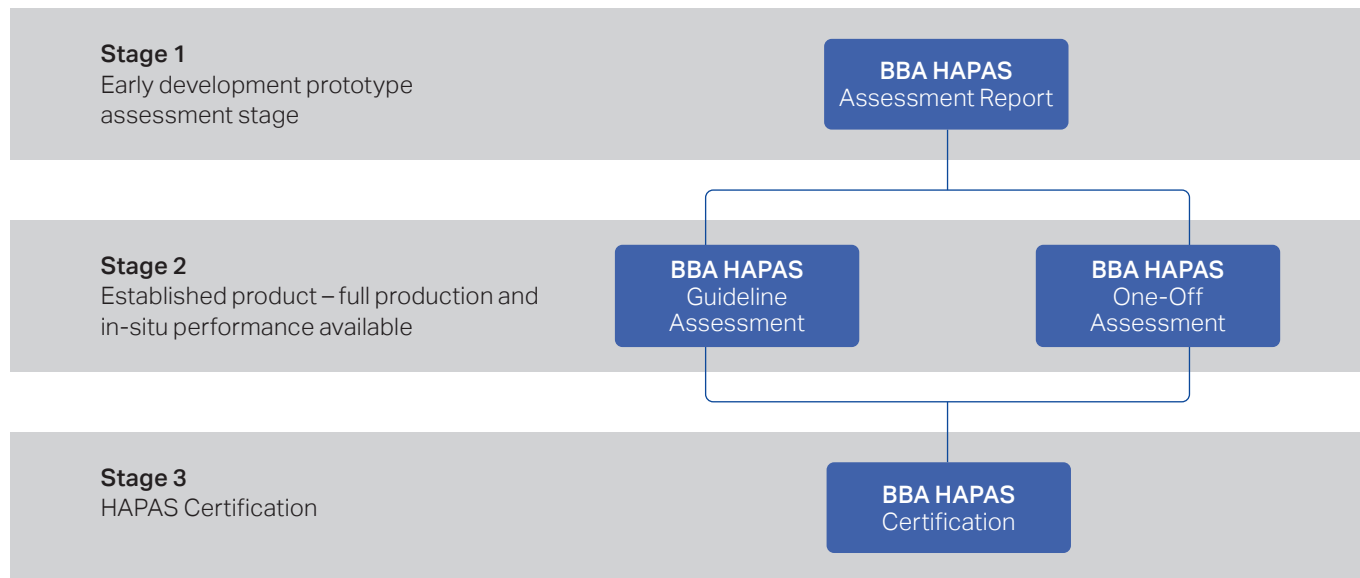 Stage 1
Early development prototype
assessment stage
BBA HAPAS
Assessment Report
Stage 2
Established product – full production and
in-situ performance available
BBA HAPAS
Guideline
Assessment
BBA HAPAS
One-Off
Assessment
Stage 3
HAPAS Certification
BBA HAPAS
Certification